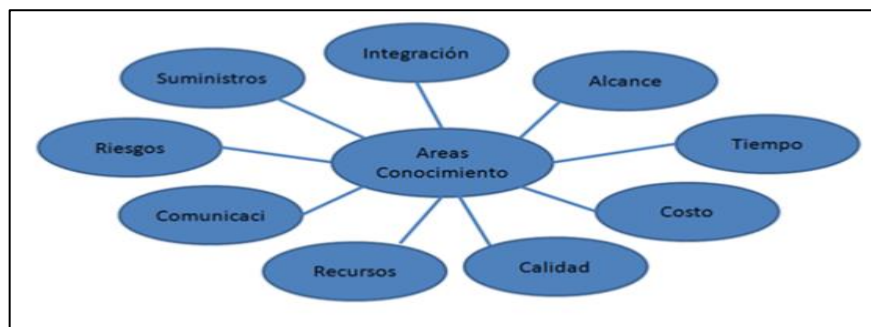 Integración
Suministros
Alcance
Riesgos
Areas
Conocimiento
Tiempo
Comunicaci
Costo
Recursos
Calidad